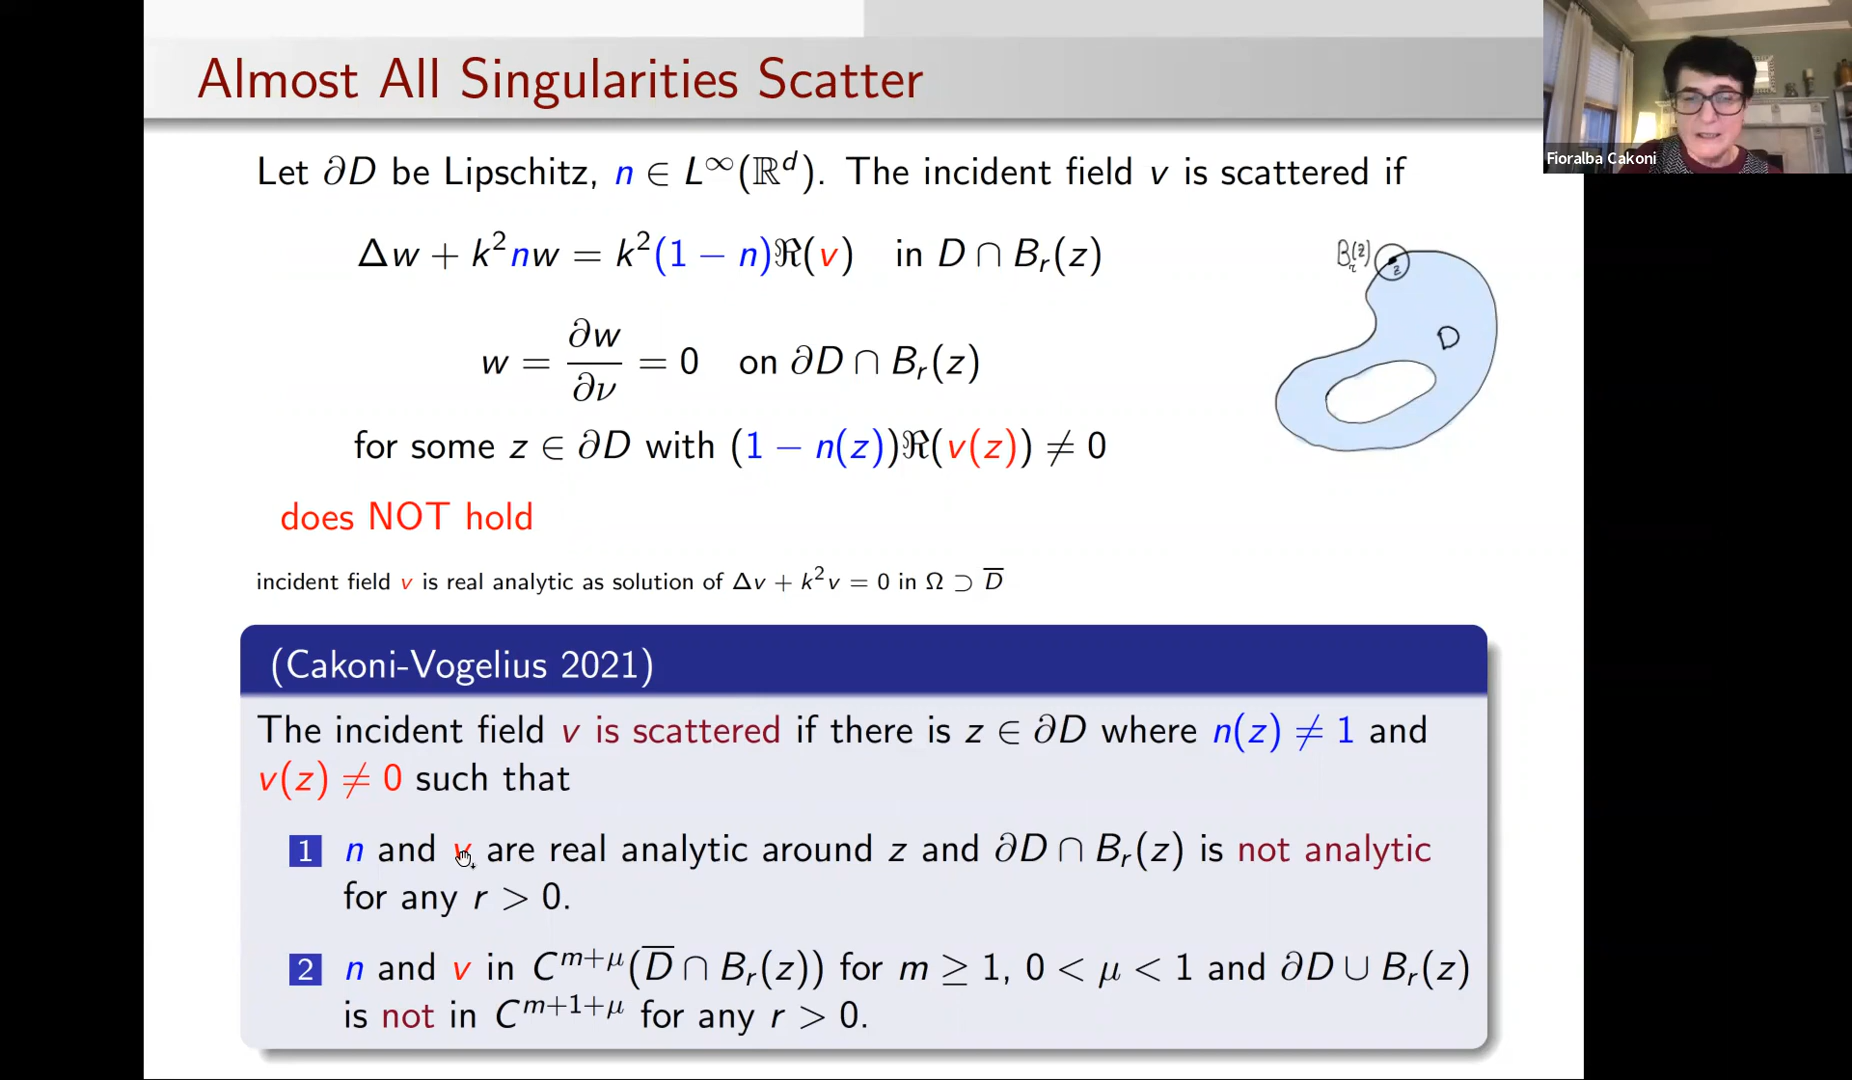 Almost All Singularities Scatter
Fioralba Cakoni
Let ∂D be Lipschitz, n ∈ L^∞(ℝ^d). The incident field v is scattered if
Δw + k²nw = k²(1 − n)ℜ(v) in D ∩ B_r(z)
w = ∂w/∂ν = 0 on ∂D ∩ B_r(z)
for some z ∈ ∂D with (1 − n(z))ℜ(v(z)) ≠ 0
B_r(z)
z
D
does NOT hold
incident field v is real analytic as solution of Δv + k²v = 0 in Ω ⊃ D̅
(Cakoni-Vogelius 2021)
The incident field v is scattered if there is z ∈ ∂D where n(z) ≠ 1 and
v(z) ≠ 0 such that
1 n and v are real analytic around z and ∂D ∩ B_r(z) is not analytic
for any r > 0.
2 n and v in C^{m+μ}(D̅ ∩ B_r(z)) for m ≥ 1, 0 < μ < 1 and ∂D ∪ B_r(z)
is not in C^{m+1+μ} for any r > 0.